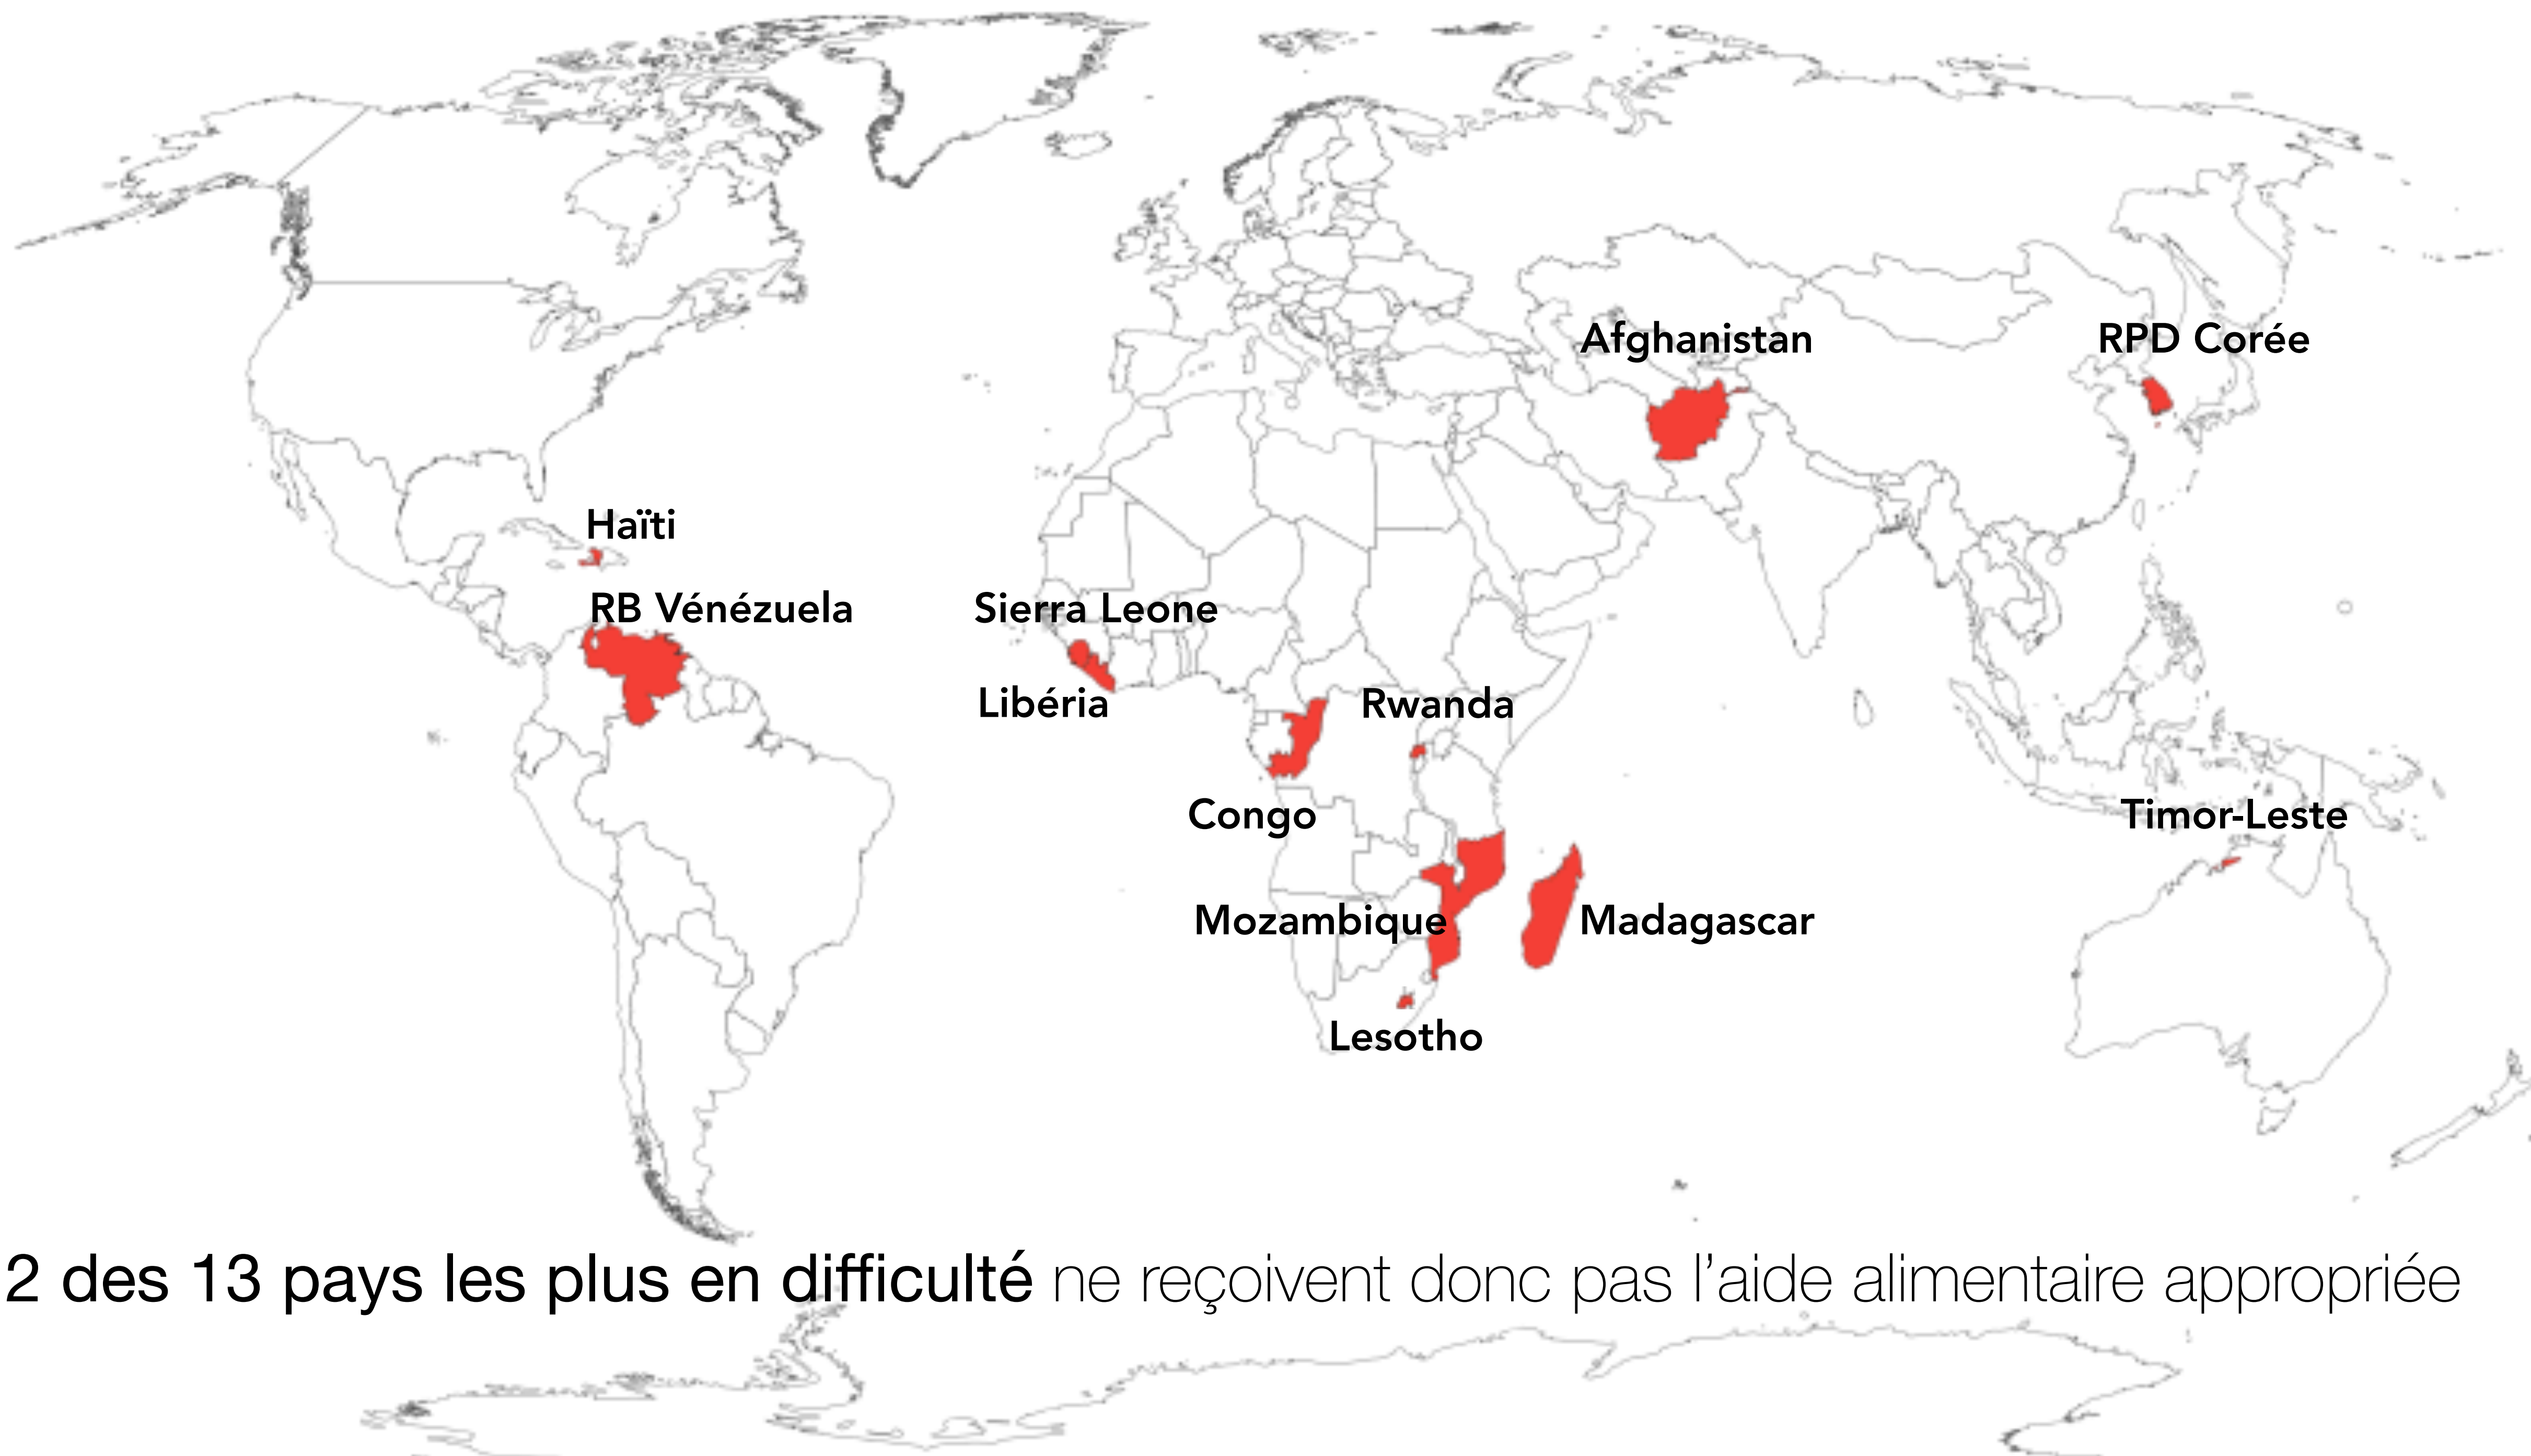 Afghanistan
RPD Corée
Haïti
RB Vénézuela
Sierra Leone
Libéria
Rwanda
Congo
Timor-Leste
Mozambique
Madagascar
Lesotho
2 des 13 pays les plus en difficulté ne reçoivent donc pas l’aide alimentaire appropriée